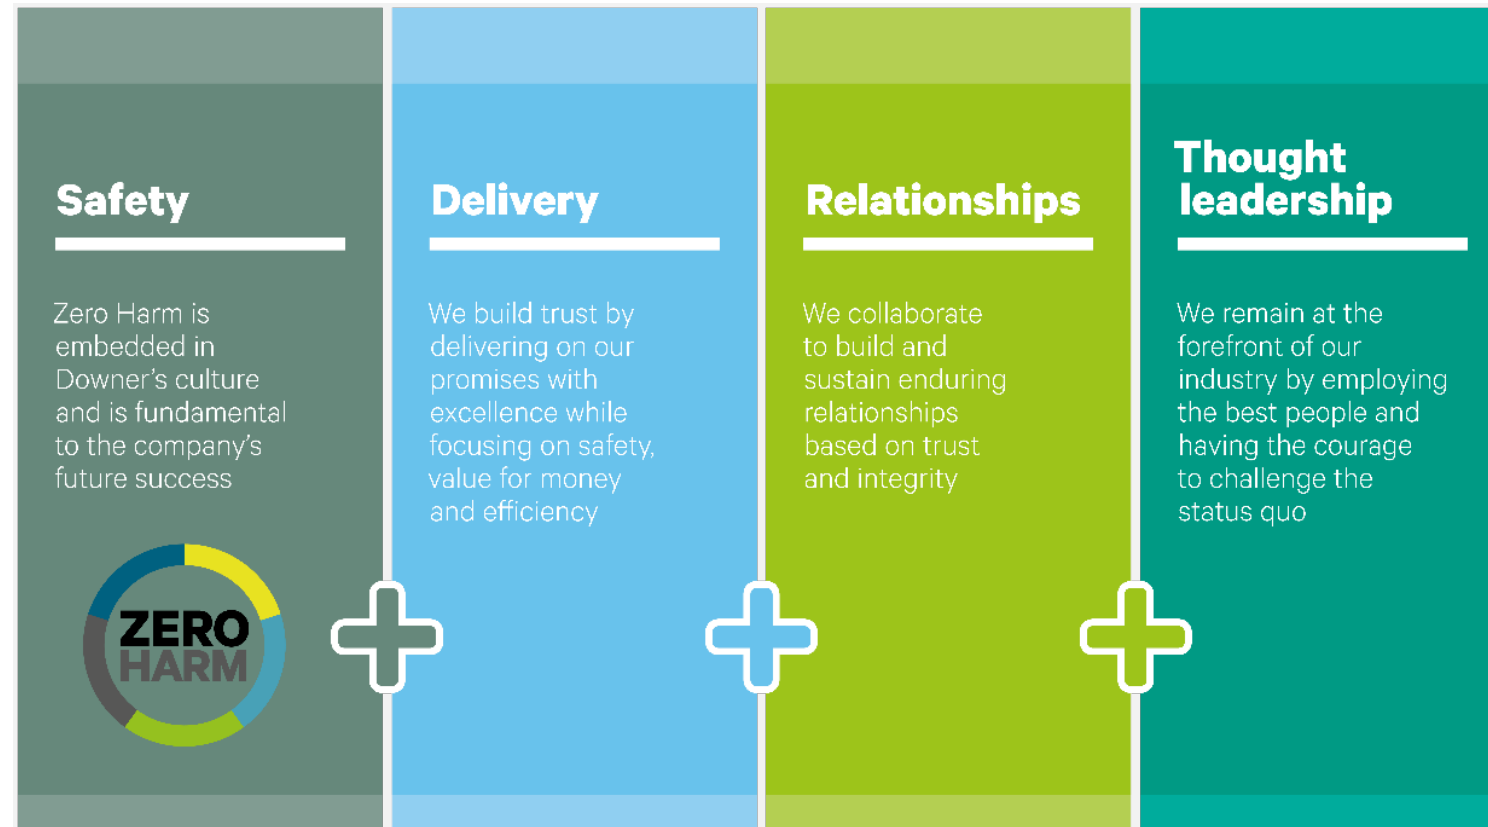 Safety
Zero Harm is
embedded in
Downer's culture
and is fundamental
to the company's
future success
ZERO
HARM
Delivery
We build trust by
delivering on our
promises with
excellence while
focusing on safety,
value for money
and efficiency
Relationships
We collaborate
to build and
sustain enduring
relationships
based on trust
and integrity
Thought
leadership
We remain at the
forefront of our
industry by employing
the best people and
having the courage
to challenge the
status quo